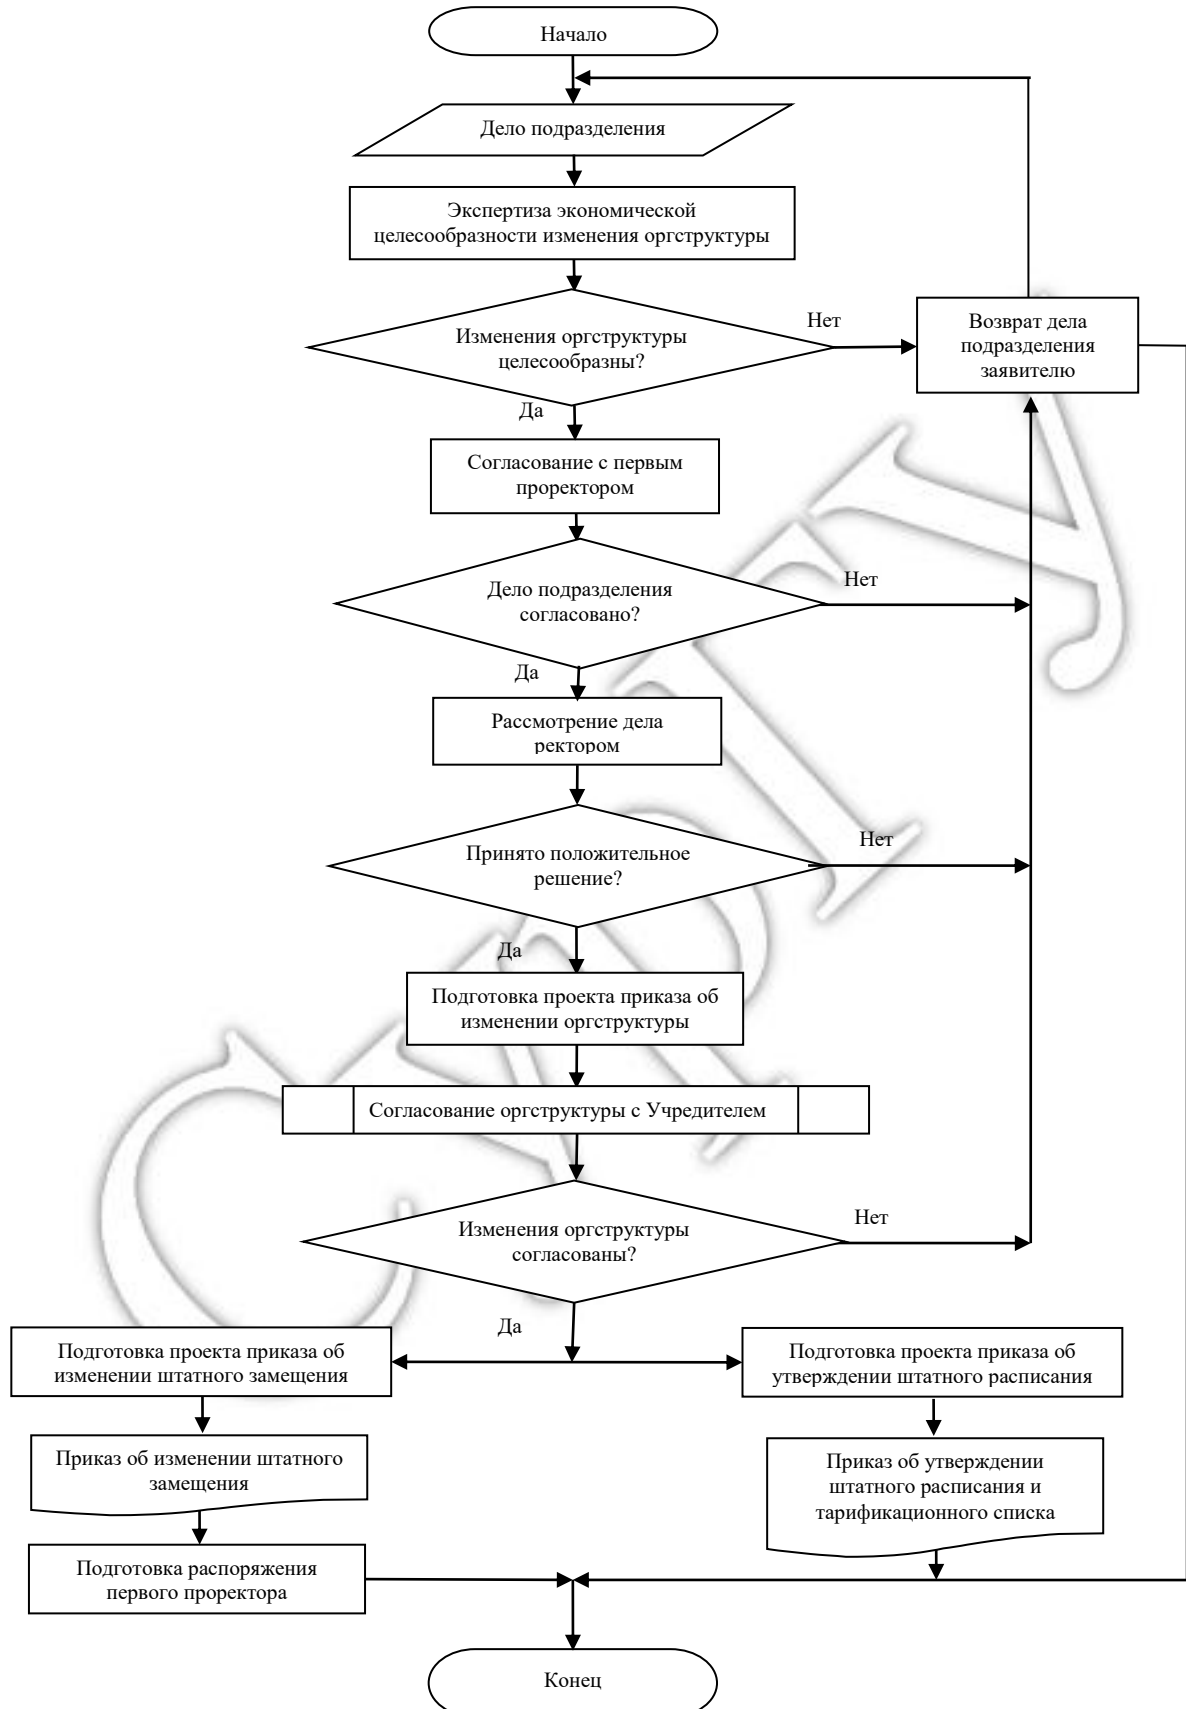 Начало
Дело подразделения
Экспертиза экономической
целесообразности изменения оргструктуры
Изменения оргструктуры
целесообразны?
Нет
Возврат дела
подразделения
заявителю
Да
Согласование с первым
проректором
Дело подразделения
согласовано?
Нет
Да
Рассмотрение дела
ректором
Принято положительное
решение?
Нет
Да
Подготовка проекта приказа об
изменении оргструктуры
Согласование оргструктуры с Учредителем
Изменения оргструктуры
согласованы?
Нет
Да
Подготовка проекта приказа об
изменении штатного замещения
Подготовка проекта приказа об
утверждении штатного расписания
Приказ об изменении штатного
замещения
Приказ об утверждении
штатного расписания и
тарификационного списка
Подготовка распоряжения
первого проректора
Конец